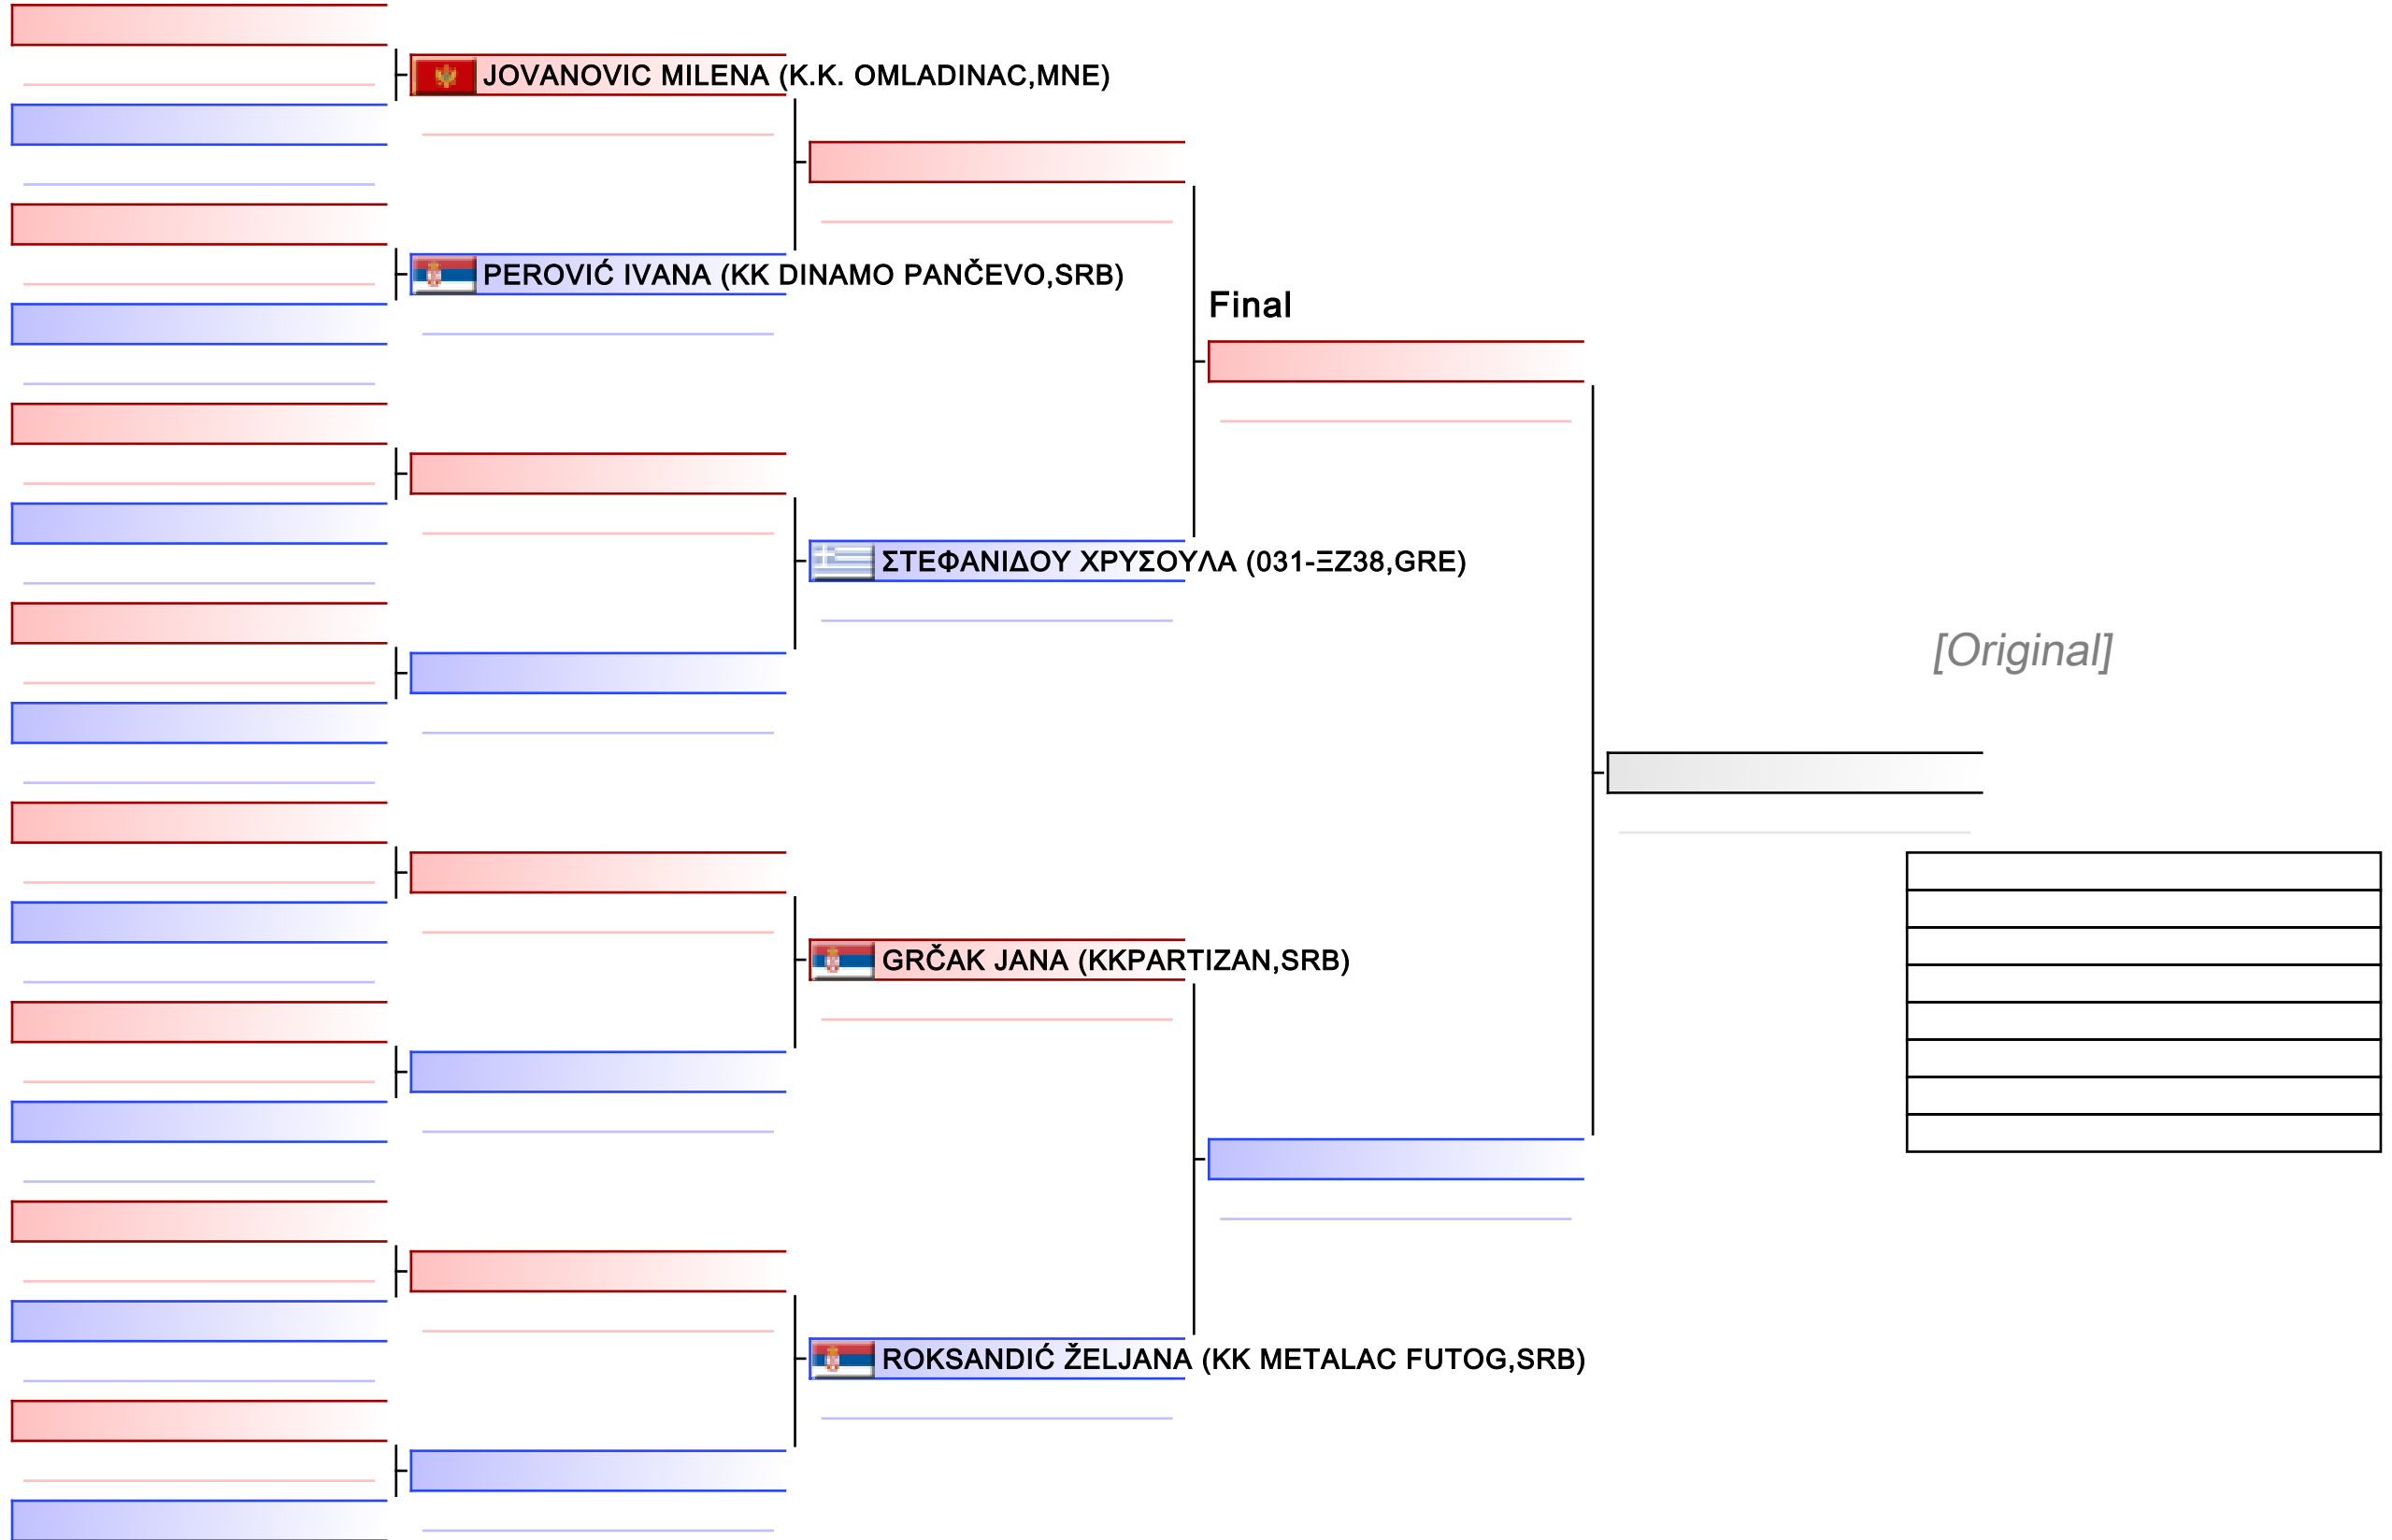 JOVANOVIC MILENA (K.K. OMLADINAC,MNE)
PEROVIĆ IVANA (KK DINAMO PANČEVO,SRB)
Final
ΣΤΕΦΑΝΙΔΟΥ ΧΡΥΣΟΥΛΑ (031-ΞΖ38,GRE)
[Original]
GRČAK JANA (KKPARTIZAN,SRB)
ROKSANDIĆ ŽELJANA (KK METALAC FUTOG,SRB)